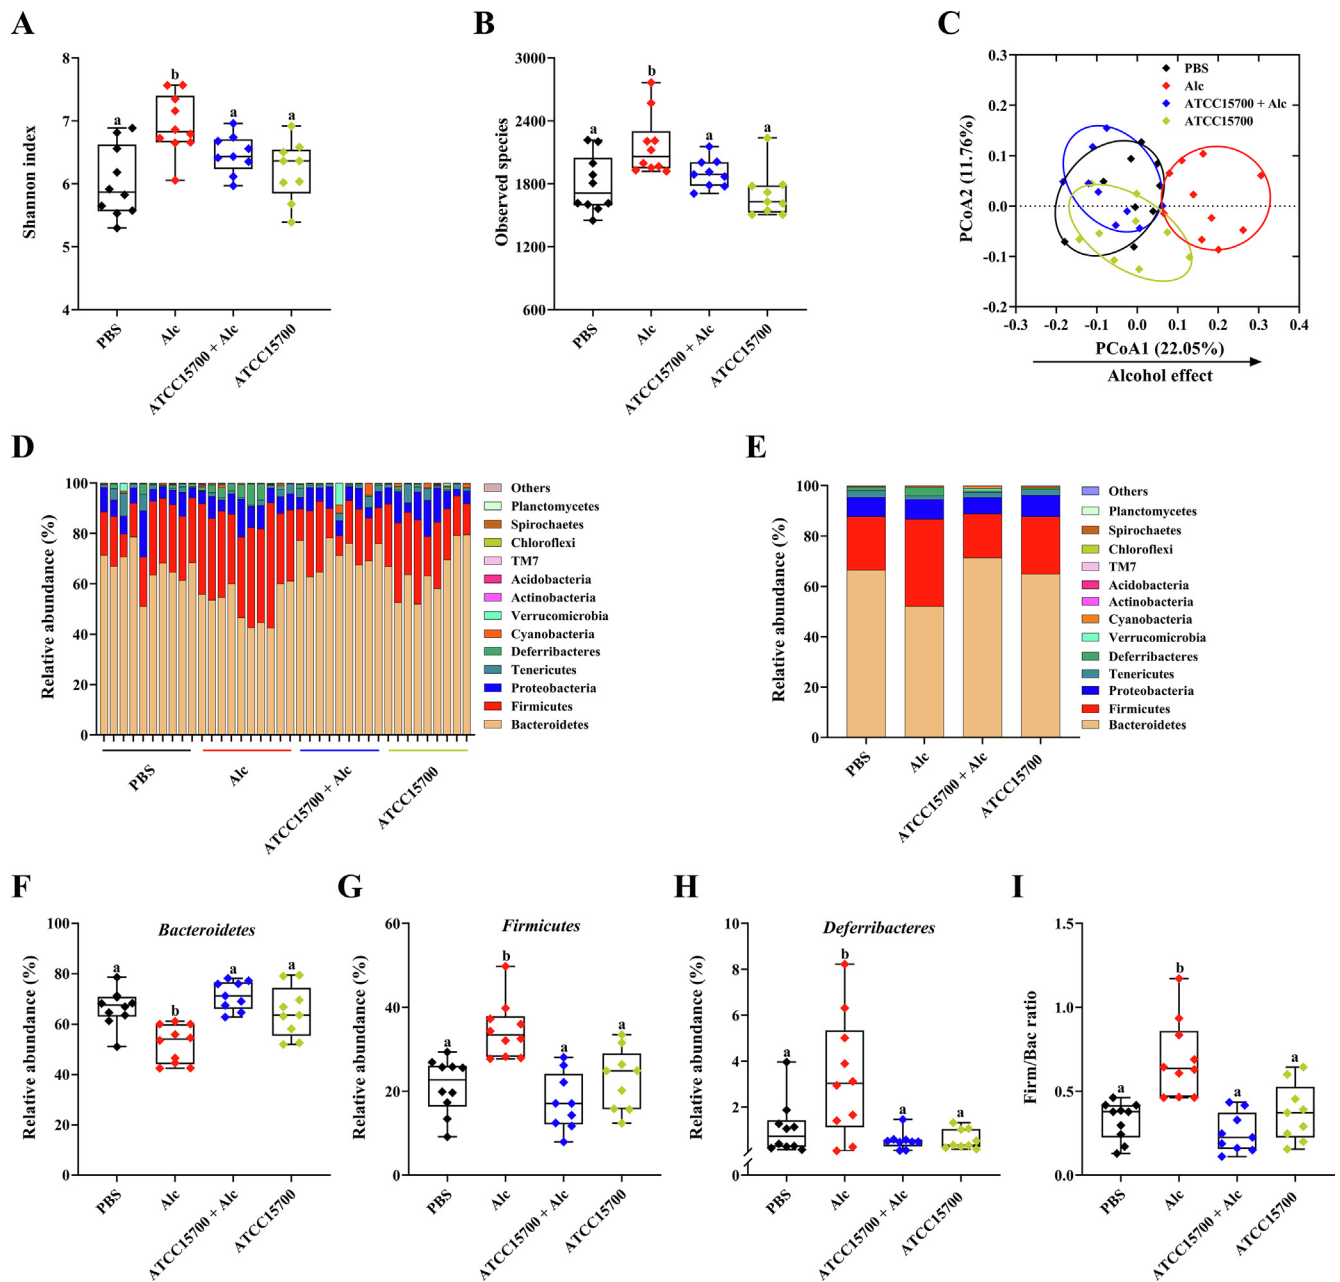 A
8
7
6
5
4
Shannon index
a
b
a
a
PBS
Alc
ATCC15700 + Alc
ATCC15700
B
3000
2400
1800
1200
600
Observed species
a
b
a
a
PBS
Alc
ATCC15700 + Alc
ATCC15700
C
0.3
0.2
0.1
0.0
-0.1
-0.2
PCoA2 (11.76%)
PBS
Alc
ATCC15700 + Alc
ATCC15700
-0.3 -0.2 -0.1 0.0 0.1 0.2 0.3 0.4
PCoA1 (22.05%)
Alcohol effect
D
100
80
60
40
20
0
Relative abundance (%)
PBS
Alc
ATCC15700 + Alc
ATCC15700
Others
Planctomycetes
Spirochaetes
Chloroflexi
TM7
Acidobacteria
Actinobacteria
Verrucomicrobia
Cyanobacteria
Deferribacteres
Tenericutes
Proteobacteria
Firmicutes
Bacteroidetes
E
100
80
60
40
20
0
Relative abundance (%)
PBS
Alc
ATCC15700 + Alc
ATCC15700
Others
Planctomycetes
Spirochaetes
Chloroflexi
TM7
Acidobacteria
Actinobacteria
Cyanobacteria
Verrucomicrobia
Deferribacteres
Tenericutes
Proteobacteria
Firmicutes
Bacteroidetes
F
Bacteroidetes
100
80
60
40
20
0
Relative abundance (%)
a
b
a
a
PBS
Alc
ATCC15700 + Alc
ATCC15700
G
Firmicutes
60
40
20
0
Relative abundance (%)
a
b
a
a
PBS
Alc
ATCC15700 + Alc
ATCC15700
H
Deferribacteres
10
8
6
4
2
0
Relative abundance (%)
a
b
a
a
PBS
Alc
ATCC15700 + Alc
ATCC15700
I
1.5
1.0
0.5
0.0
Firm/Bac ratio
a
b
a
a
PBS
Alc
ATCC15700 + Alc
ATCC15700